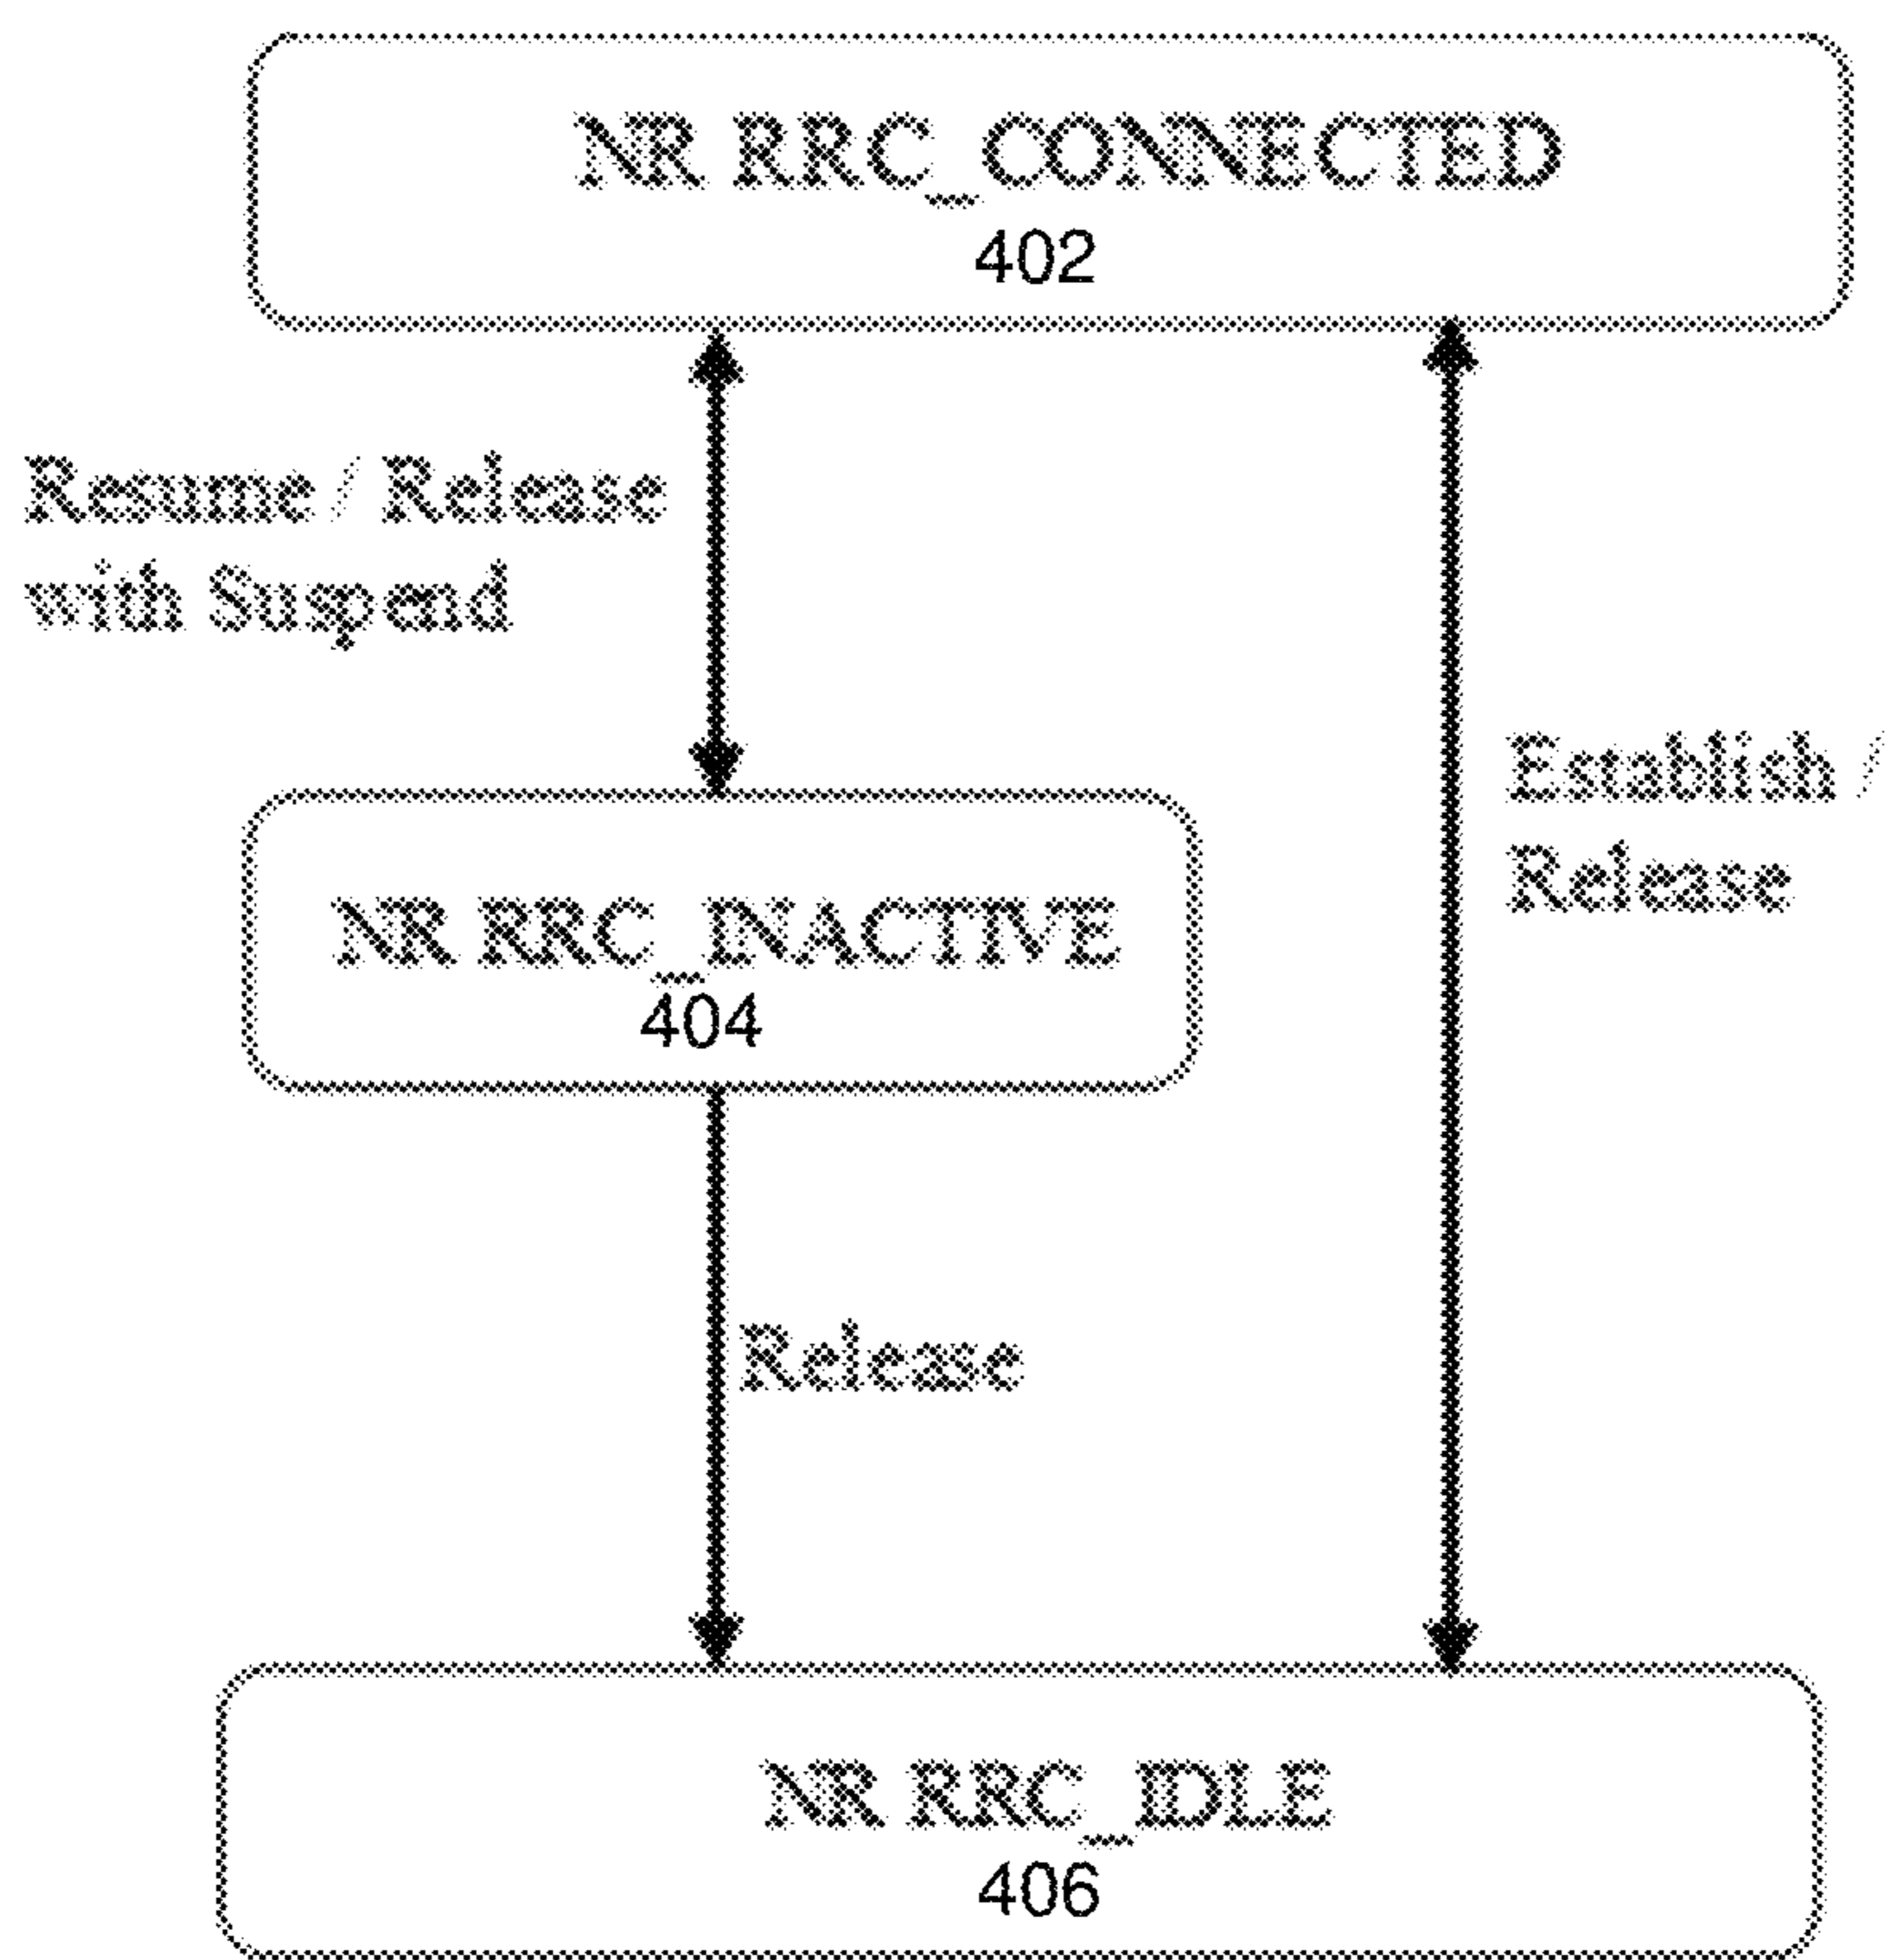 NR RRC_CONNECTED
402
Resume / Release
with Suspend
Establish /
Release
NR RRC_INACTIVE
404
Release
NR RRC_IDLE
406